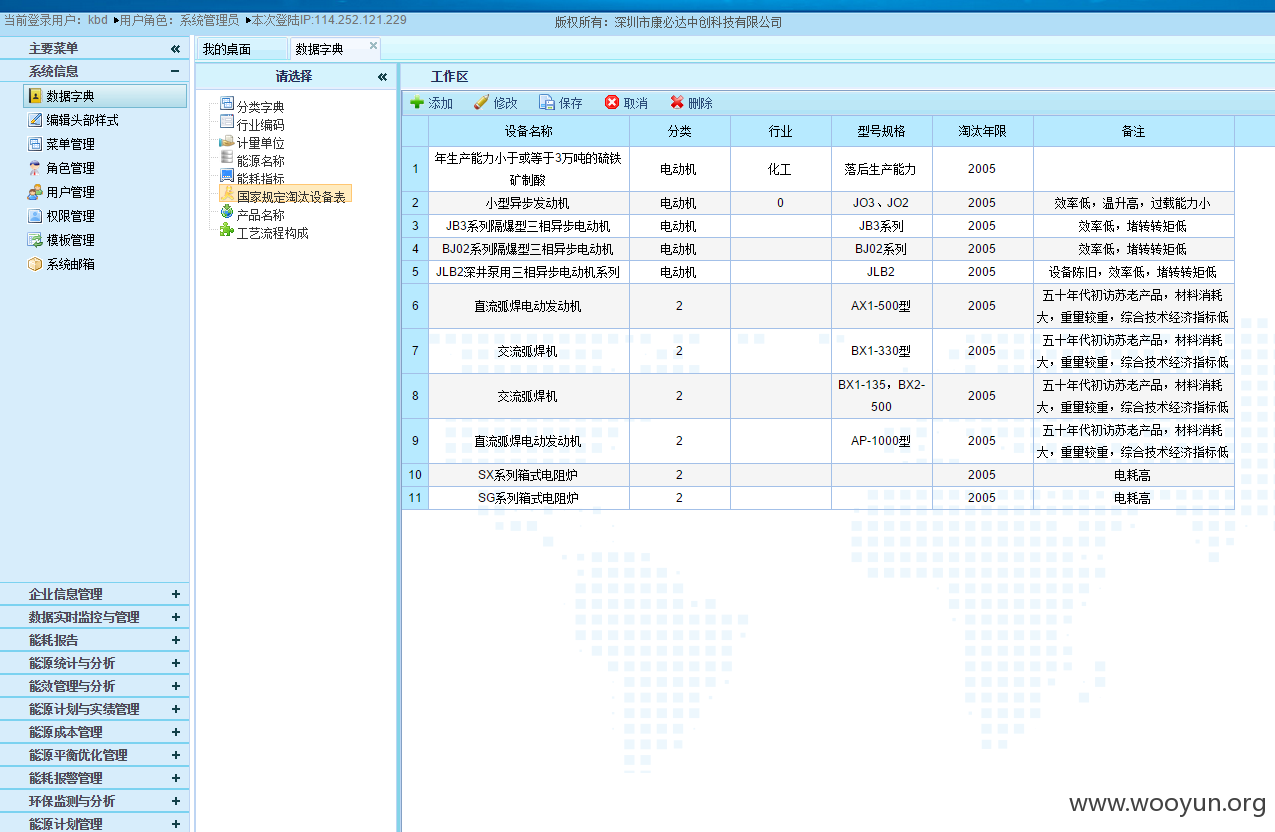 当前登录用户：kbd ▶用户角色：系统管理员 ▶本次登陆IP:114.252.121.229
版权所有：深圳市康必达中创科技有限公司
主要菜单 «
系统信息 −
数据字典
编辑头部样式
菜单管理
角色管理
用户管理
权限管理
模板管理
系统邮箱
企业信息管理 +
数据实时监控与管理 +
能耗报告 +
能源统计与分析 +
能效管理与分析 +
能源计划与实绩管理 +
能源成本管理 +
能源平衡优化管理 +
能耗报警管理 +
环保监测与分析 +
能源计划管理 +
我的桌面 数据字典
请选择 «
分类字典
行业编码
计量单位
能源名称
能耗指标
国家规定淘汰设备表
产品名称
工艺流程构成
工作区
添加 修改 保存 取消 删除
设备名称 分类 行业 型号规格 淘汰年限 备注
1 年生产能力小于或等于3万吨的硫铁矿制酸 电动机 化工 落后生产能力 2005
2 小型异步发动机 电动机 0 JO3、JO2 2005 效率低，温升高，过载能力小
3 JB3系列隔爆型三相异步电动机 电动机 JB3系列 2005 效率低，堵转转矩低
4 BJ02系列隔爆型三相异步电动机 电动机 BJ02系列 2005 效率低，堵转转矩低
5 JLB2深井泵用三相异步电动机系列 电动机 JLB2 2005 设备陈旧，效率低，堵转转矩低
6 直流弧焊电动发动机 2 AX1-500型 2005 五十年代初访苏老产品，材料消耗大，重量较重，综合技术经济指标低
7 交流弧焊机 2 BX1-330型 2005 五十年代初访苏老产品，材料消耗大，重量较重，综合技术经济指标低
8 交流弧焊机 2 BX1-135，BX2-500 2005 五十年代初访苏老产品，材料消耗大，重量较重，综合技术经济指标低
9 直流弧焊电动发动机 2 AP-1000型 2005 五十年代初访苏老产品，材料消耗大，重量较重，综合技术经济指标低
10 SX系列箱式电阻炉 2 2005 电耗高
11 SG系列箱式电阻炉 2 2005 电耗高
www.wooyun.org